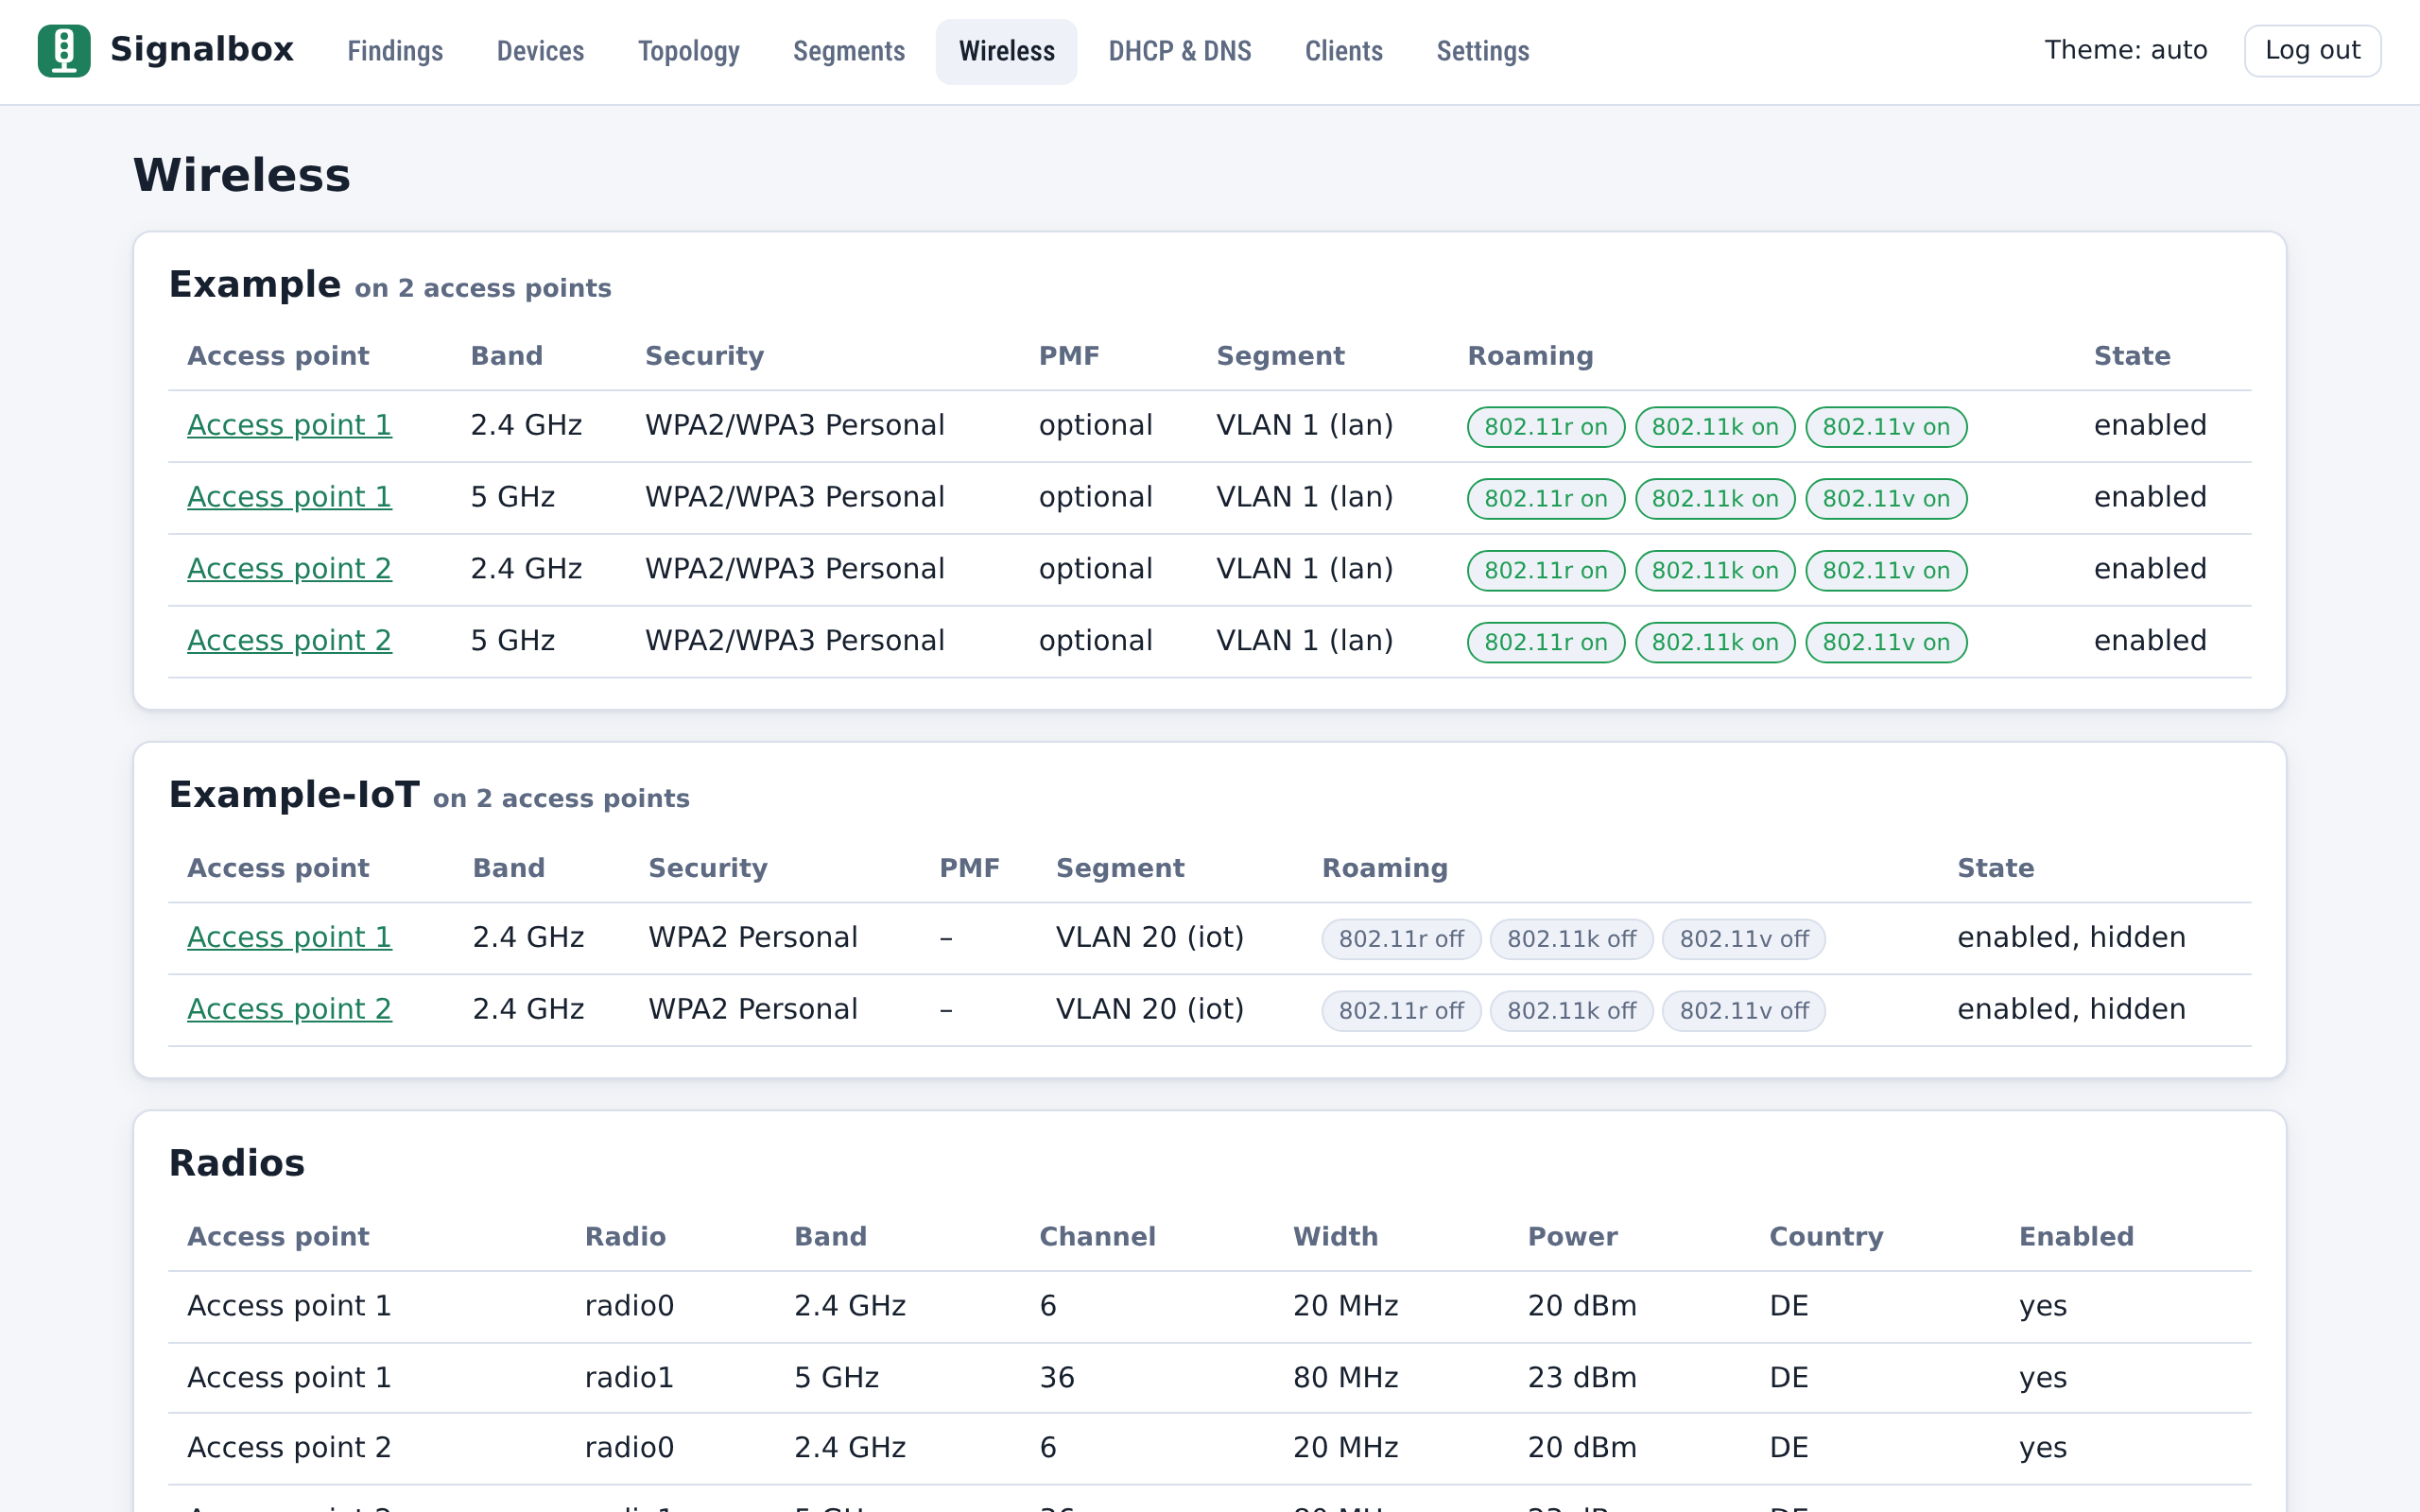 Signalbox Findings Devices Topology Segments Wireless DHCP & DNS Clients Settings Theme: auto Log out
Wireless
Example on 2 access points
Access point Band Security PMF Segment Roaming State
Access point 1 2.4 GHz WPA2/WPA3 Personal optional VLAN 1 (lan) 802.11r on 802.11k on 802.11v on enabled
Access point 1 5 GHz WPA2/WPA3 Personal optional VLAN 1 (lan) 802.11r on 802.11k on 802.11v on enabled
Access point 2 2.4 GHz WPA2/WPA3 Personal optional VLAN 1 (lan) 802.11r on 802.11k on 802.11v on enabled
Access point 2 5 GHz WPA2/WPA3 Personal optional VLAN 1 (lan) 802.11r on 802.11k on 802.11v on enabled
Example-IoT on 2 access points
Access point Band Security PMF Segment Roaming State
Access point 1 2.4 GHz WPA2 Personal – VLAN 20 (iot) 802.11r off 802.11k off 802.11v off enabled, hidden
Access point 2 2.4 GHz WPA2 Personal – VLAN 20 (iot) 802.11r off 802.11k off 802.11v off enabled, hidden
Radios
Access point Radio Band Channel Width Power Country Enabled
Access point 1 radio0 2.4 GHz 6 20 MHz 20 dBm DE yes
Access point 1 radio1 5 GHz 36 80 MHz 23 dBm DE yes
Access point 2 radio0 2.4 GHz 6 20 MHz 20 dBm DE yes